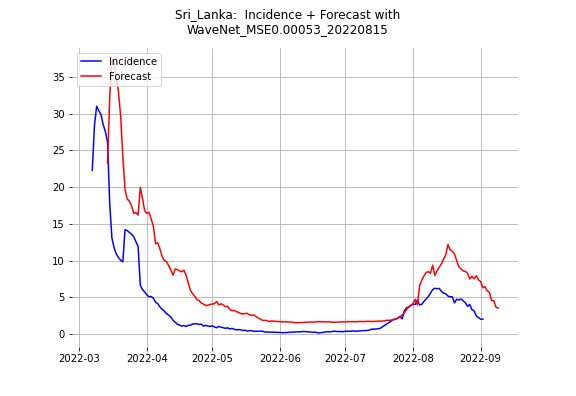 Sri_Lanka:  Incidence + Forecast with
WaveNet_MSE0.00053_20220815
Incidence
Forecast
35
30
25
20
15
10
5
0
2022-03 2022-04 2022-05 2022-06 2022-07 2022-08 2022-09